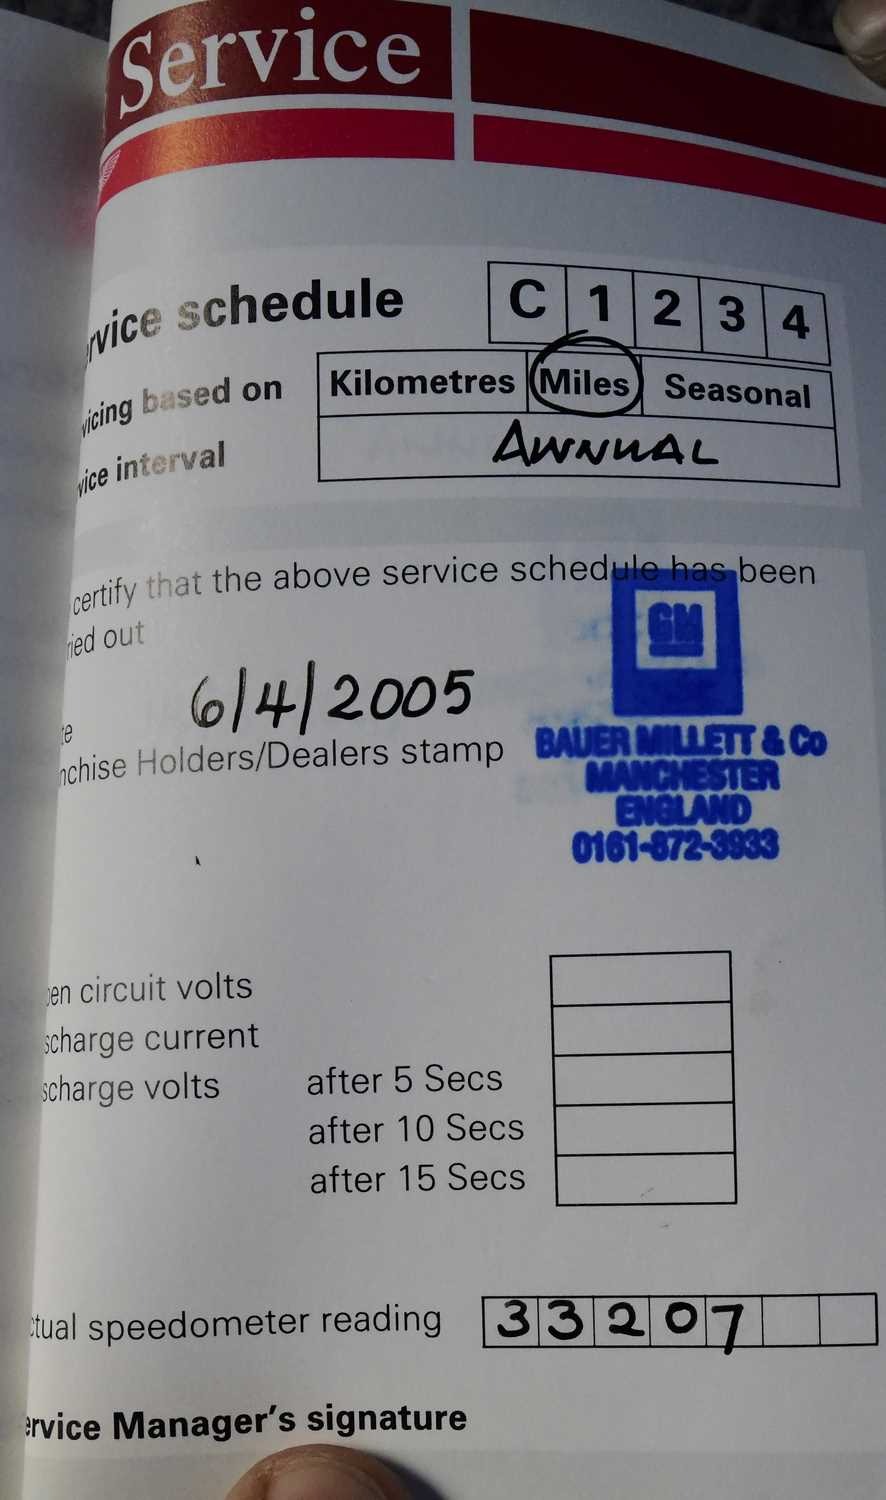 Service
rvice schedule C 1 2 3 4
vicing based on Kilometres Miles Seasonal
vice interval ANNUAL
certify that the above service schedule has been
ried out
GM
te 6/4/2005
nchise Holders/Dealers stamp
BAUER MILLETT & Co
MANCHESTER
ENGLAND
0161-872-3933
en circuit volts
scharge current
scharge volts after 5 Secs
after 10 Secs
after 15 Secs
ctual speedometer reading 33207
ervice Manager's signature